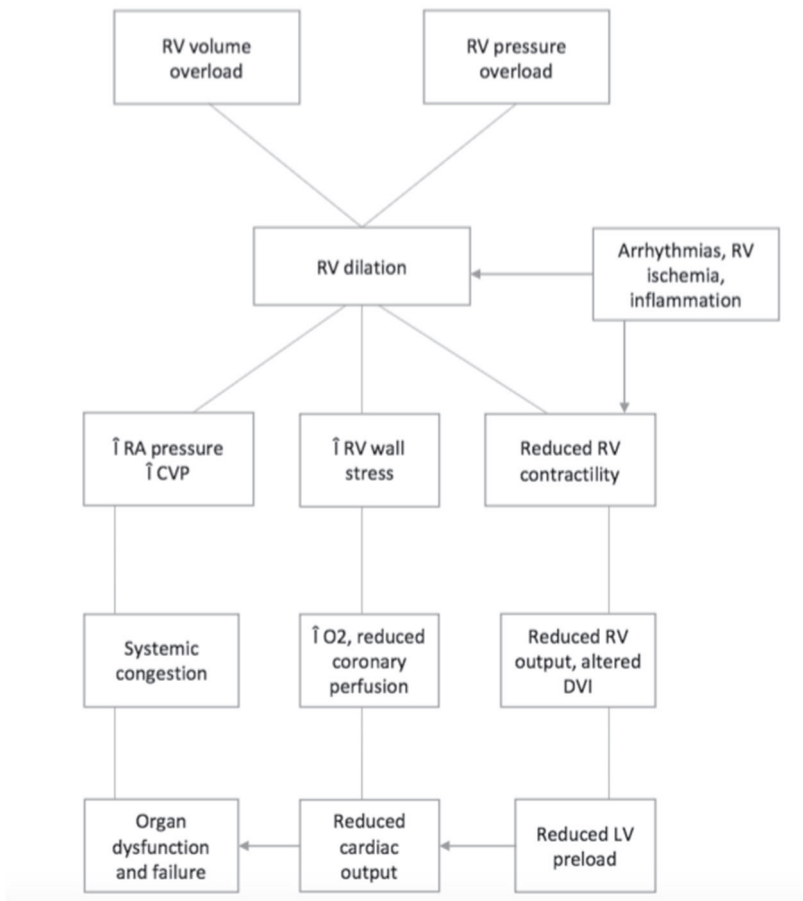 RV volume
overload
RV pressure
overload
RV dilation
Arrhythmias, RV
ischemia,
inflammation
Î RA pressure
Î CVP
Î RV wall
stress
Reduced RV
contractility
Systemic
congestion
Î O2, reduced
coronary
perfusion
Reduced RV
output, altered
DVI
Organ
dysfunction
and failure
Reduced
cardiac
output
Reduced LV
preload